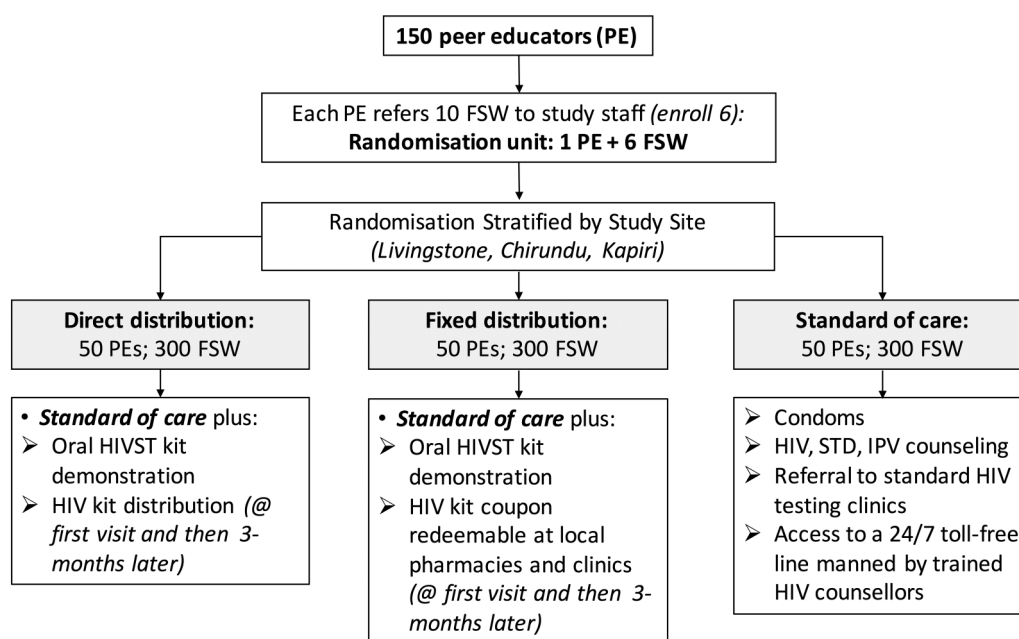 150 peer educators (PE)
Each PE refers 10 FSW to study staff (enroll 6):
Randomisation unit: 1 PE + 6 FSW
Randomisation Stratified by Study Site
(Livingstone, Chirundu, Kapiri)
Direct distribution:
50 PEs; 300 FSW
Fixed distribution:
50 PEs; 300 FSW
Standard of care:
50 PEs; 300 FSW
• Standard of care plus:
➢ Oral HIVST kit
demonstration
➢ HIV kit distribution (@
first visit and then 3-
months later)
• Standard of care plus:
➢ Oral HIVST kit
demonstration
➢ HIV kit coupon
redeemable at local
pharmacies and clinics
(@ first visit and then 3-
months later)
➢ Condoms
➢ HIV, STD, IPV counseling
➢ Referral to standard HIV
testing clinics
➢ Access to a 24/7 toll-free
line manned by trained
HIV counsellors